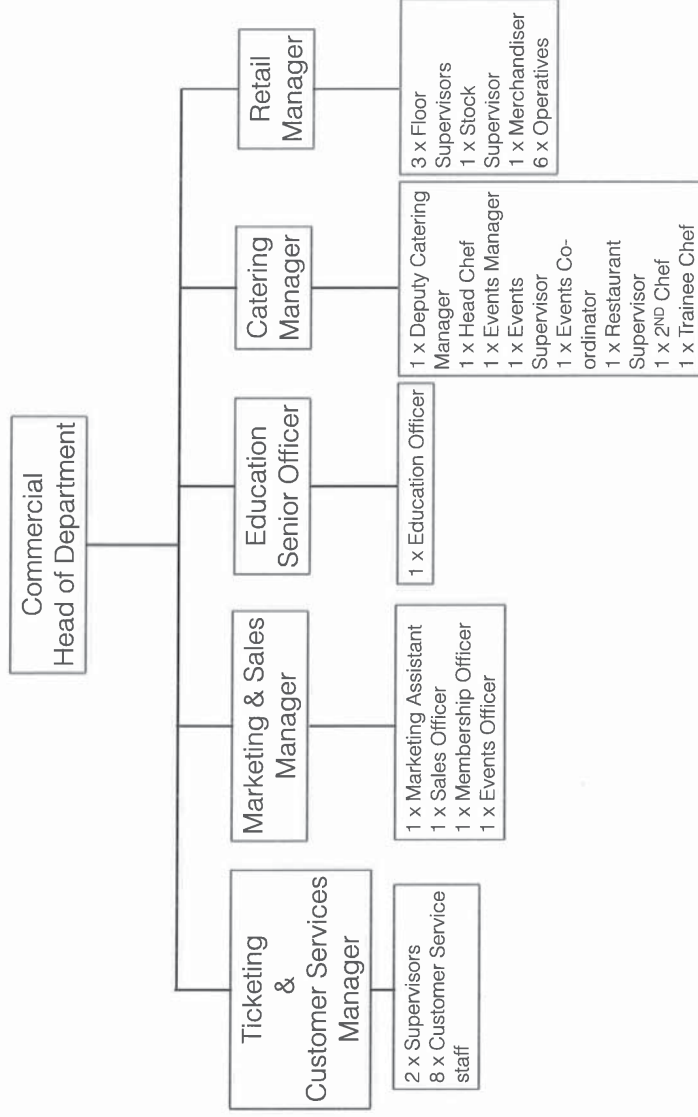 Commercial
Head of Department
Ticketing
&
Customer Services
Manager
Marketing & Sales
Manager
Education
Senior Officer
Catering
Manager
Retail
Manager
2 x Supervisors
8 x Customer Service
staff
1 x Marketing Assistant
1 x Sales Officer
1 x Membership Officer
1 x Events Officer
1 x Education Officer
1 x Deputy Catering
Manager
1 x Head Chef
1 x Events Manager
1 x Events
Supervisor
1 x Events Co-
ordinator
1 x Restaurant
Supervisor
1 x 2ND Chef
1 x Trainee Chef
3 x Floor
Supervisors
1 x Stock
Supervisor
1 x Merchandiser
6 x Operatives